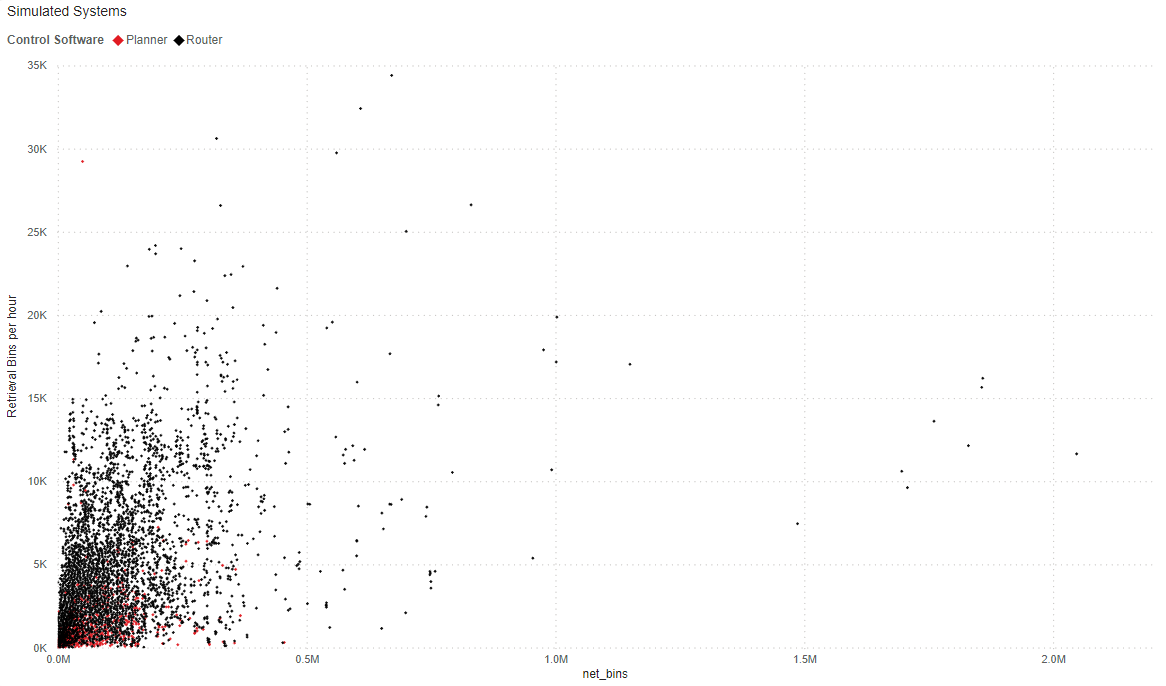 Simulated Systems
Control Software Planner Router
35K
30K
25K
20K
15K
10K
5K
0K
Retrieval Bins per hour
0.0M 0.5M 1.0M 1.5M 2.0M
net_bins